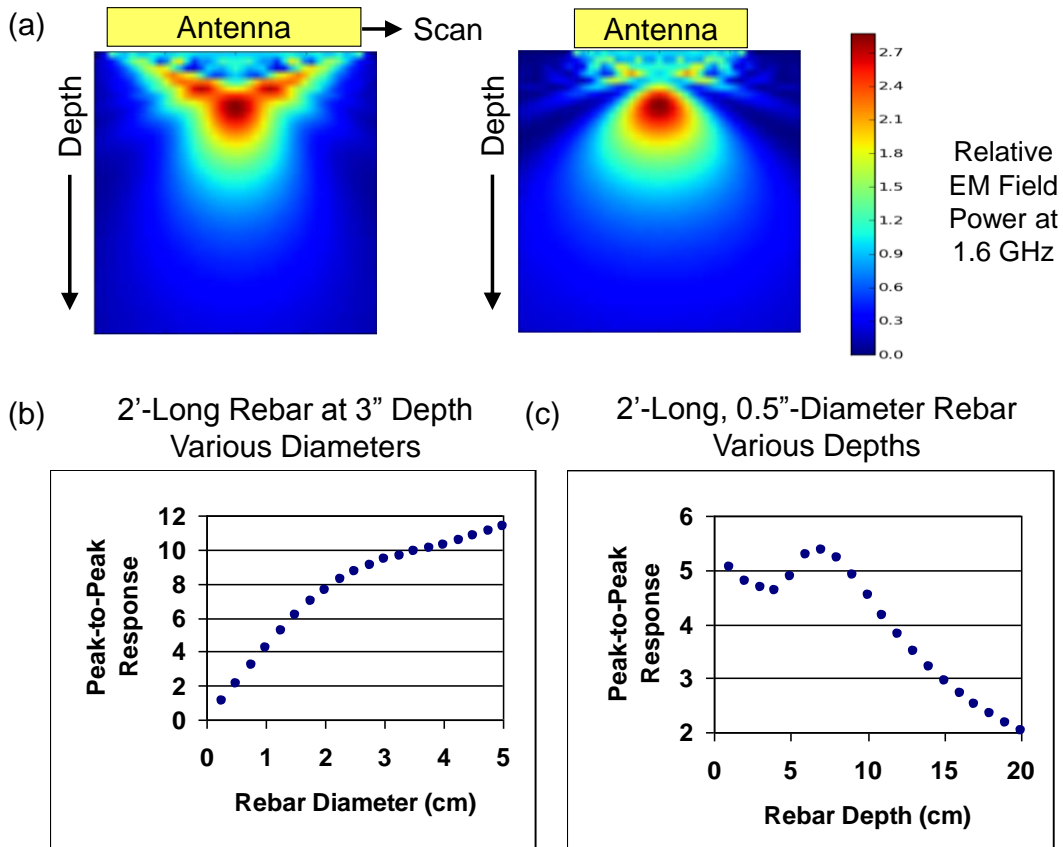 (a)
Antenna
Scan
Antenna
Depth
Depth
2.7
2.4
2.1
1.8
1.5
1.2
0.9
0.6
0.3
0.0
Relative
EM Field
Power at
1.6 GHz
(b)
2’-Long Rebar at 3” Depth
Various Diameters
12
10
8
6
4
2
0
Peak-to-Peak
Response
0 1 2 3 4 5
Rebar Diameter (cm)
(c)
2’-Long, 0.5”-Diameter Rebar
Various Depths
6
5
4
3
2
Peak-to-Peak
Response
0 5 10 15 20
Rebar Depth (cm)